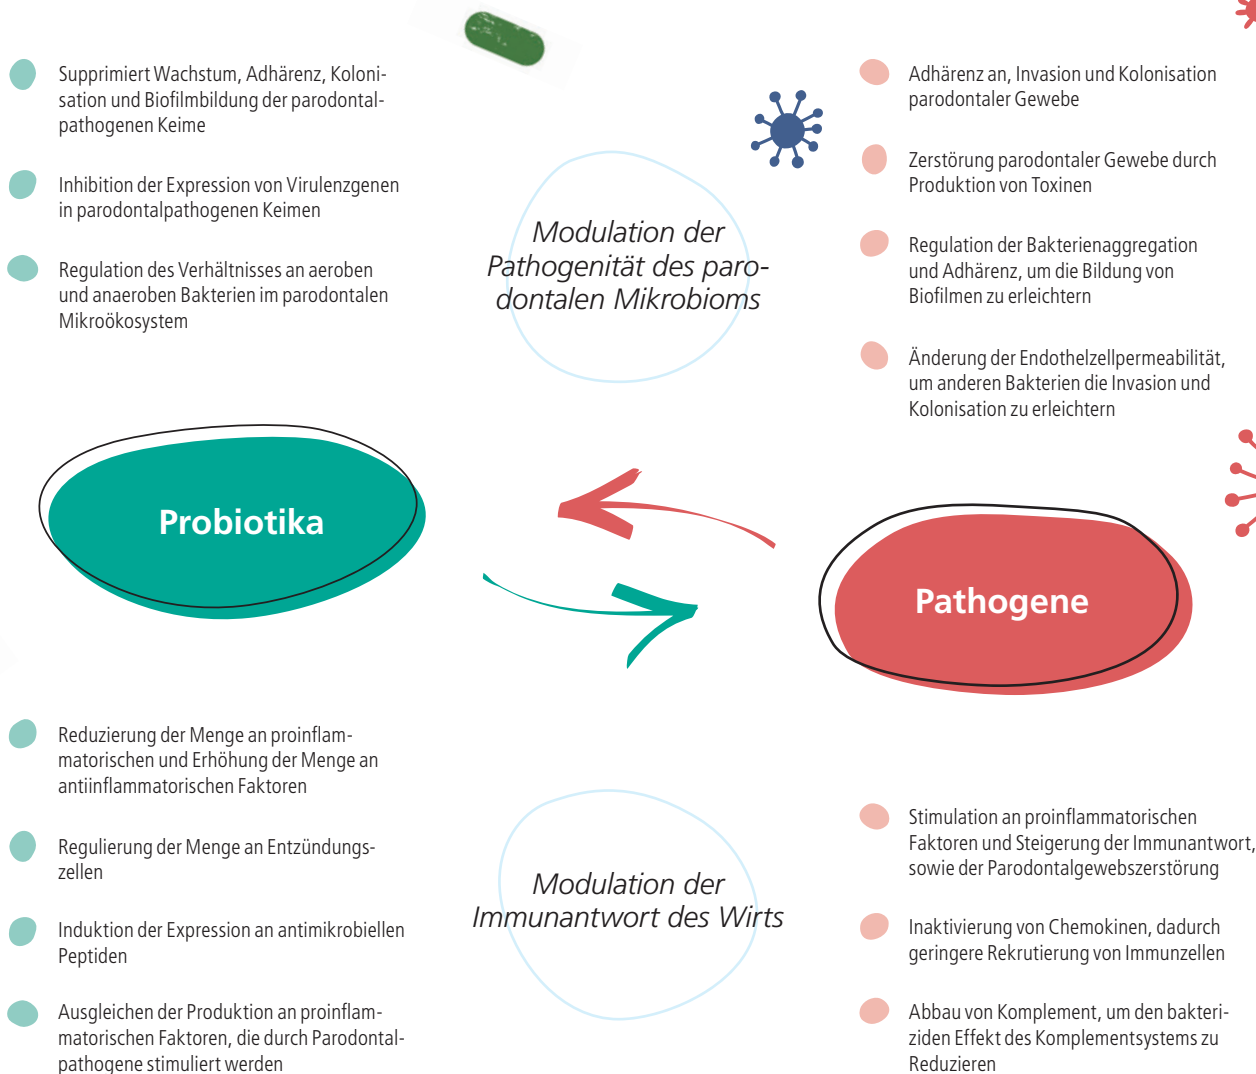 Supprimiert Wachstum, Adhärenz, Koloni-
sation und Biofilmbildung der parodontal-
pathogenen Keime
Inhibition der Expression von Virulenzgenen
in parodontalpathogenen Keimen
Regulation des Verhältnisses an aeroben
und anaeroben Bakterien im parodontalen
Mikroökosystem
Modulation der
Pathogenität des paro-
dontalen Mikrobioms
Adhärenz an, Invasion und Kolonisation
parodontaler Gewebe
Zerstörung parodontaler Gewebe durch
Produktion von Toxinen
Regulation der Bakterienaggregation
und Adhärenz, um die Bildung von
Biofilmen zu erleichtern
Änderung der Endothelzellpermeabilität,
um anderen Bakterien die Invasion und
Kolonisation zu erleichtern
Probiotika
Pathogene
Reduzierung der Menge an proinflam-
matorischen und Erhöhung der Menge an
antiinflammatorischen Faktoren
Regulierung der Menge an Entzündungs-
zellen
Induktion der Expression an antimikrobiellen
Peptiden
Ausgleichen der Produktion an proinflam-
matorischen Faktoren, die durch Parodontal-
pathogene stimuliert werden
Modulation der
Immunantwort des Wirts
Stimulation an proinflammatorischen
Faktoren und Steigerung der Immunantwort,
sowie der Parodontalgewebszerstörung
Inaktivierung von Chemokinen, dadurch
geringere Rekrutierung von Immunzellen
Abbau von Komplement, um den bakteri-
ziden Effekt des Komplementsystems zu
Reduzieren